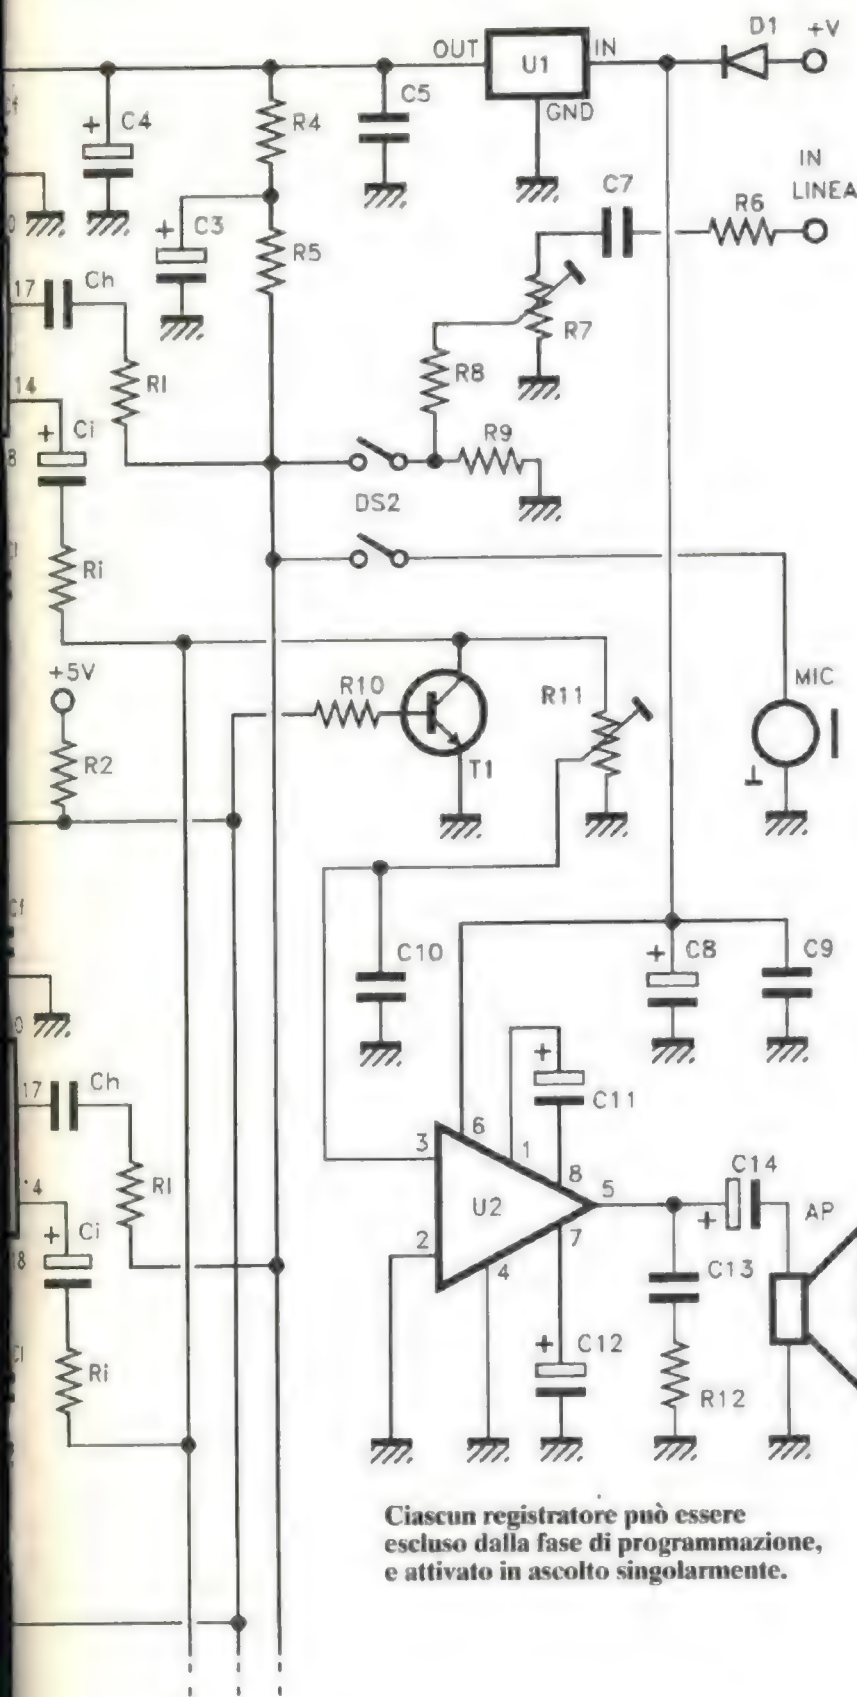 D1 +V
OUT U1 IN
GND
C4
R4
C5
IN
LINEA
C7
R6
C3
R5
R7
17 Ch
R8
Rl
14
Ci
R9
DS2
Ri
+5V
R10
R11
MIC
R2
T1
C10
C8
C9
17 Ch
C11
3
6
1
8
Rl
14
U2
5
C14
AP
Ci
2
7
4
18
C13
C12
Ri
R12
Ciascun registratore può essere
escluso dalla fase di programmazione,
e attivato in ascolto singolarmente.